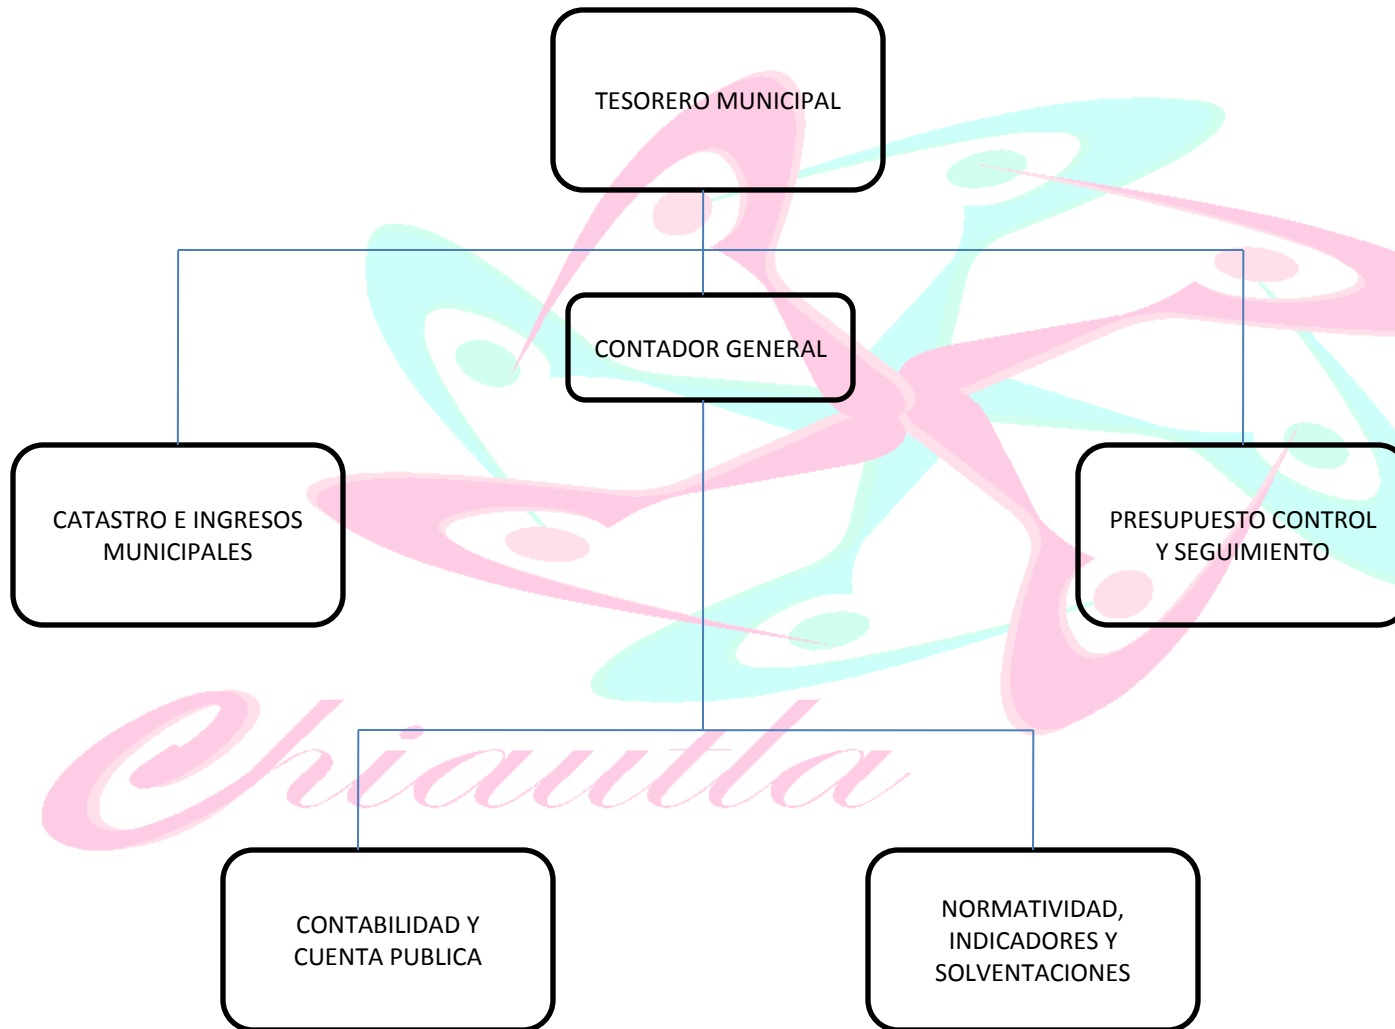 TESORERO MUNICIPAL
CONTADOR GENERAL
CATASTRO E INGRESOS
MUNICIPALES
PRESUPUESTO CONTROL
Y SEGUIMIENTO
Chiautla
CONTABILIDAD Y
CUENTA PUBLICA
NORMATIVIDAD,
INDICADORES Y
SOLVENTACIONES